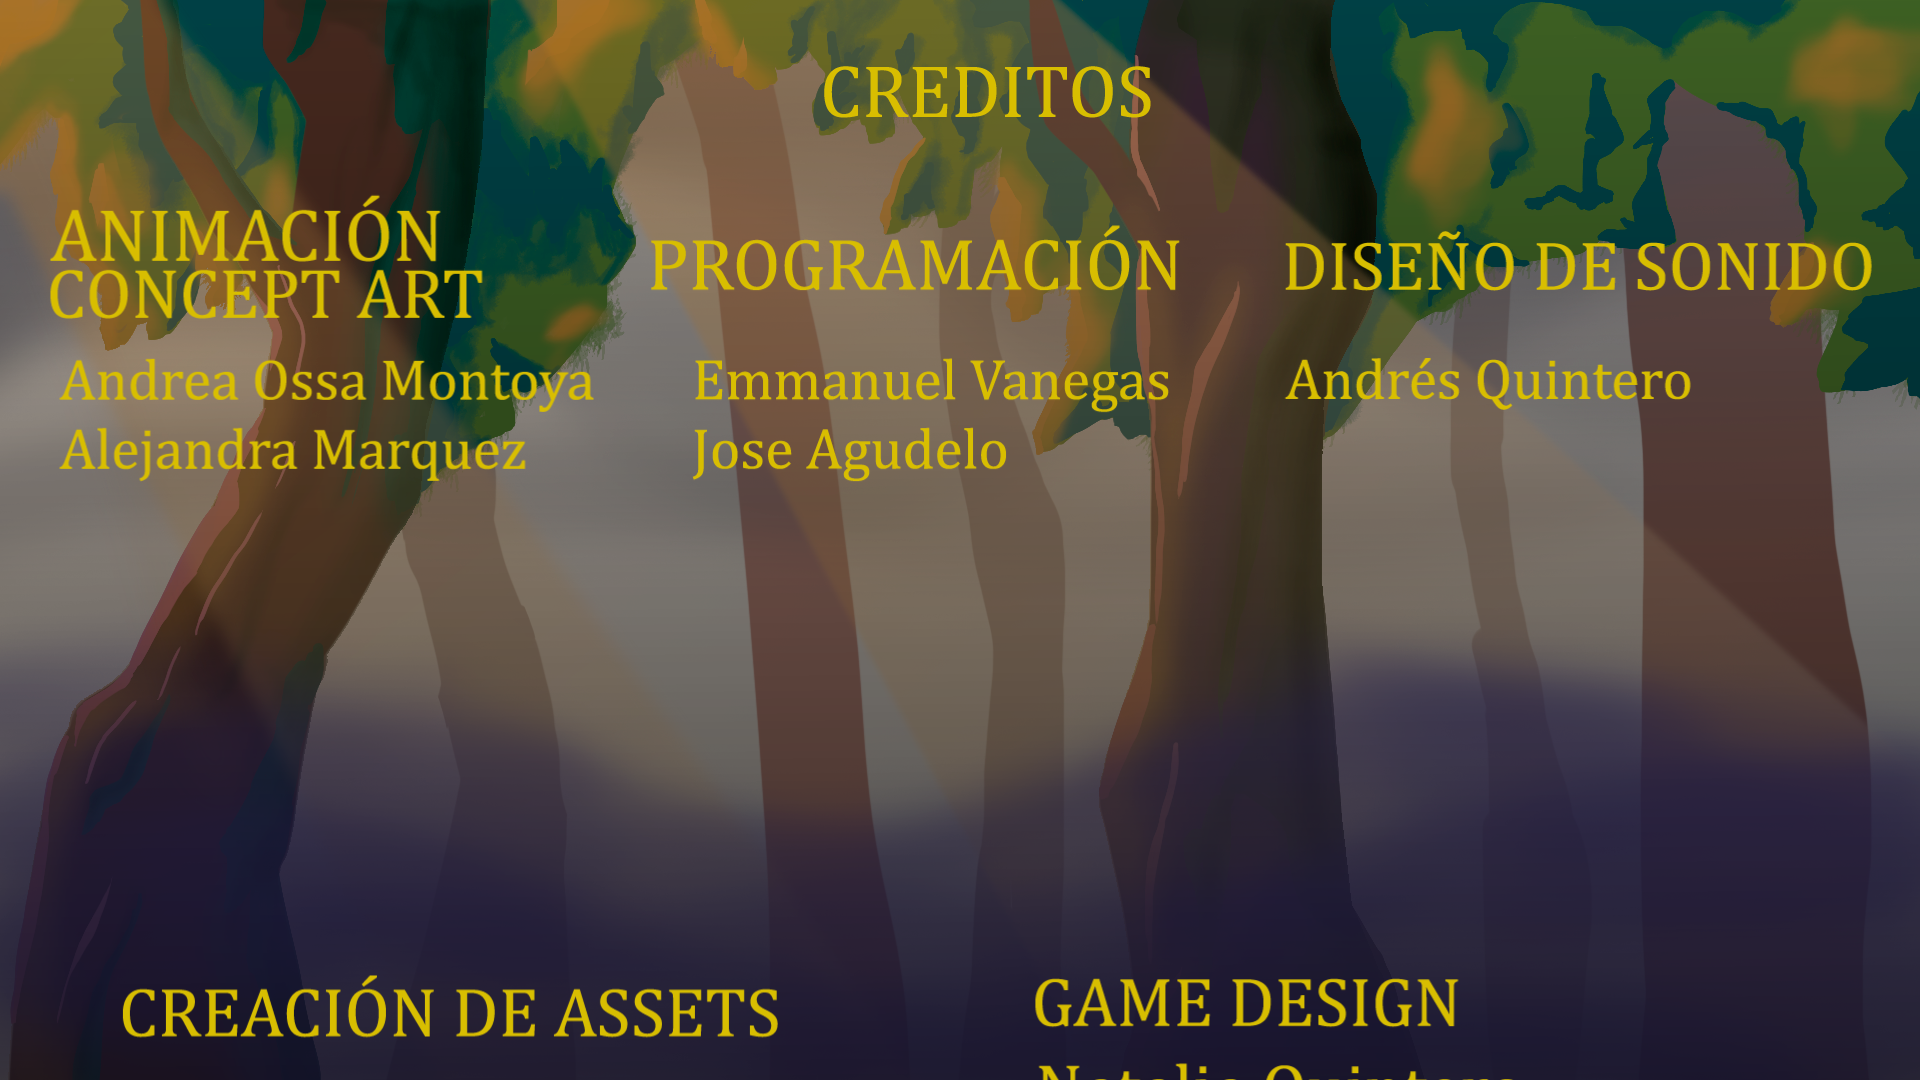 CREDITOS
ANIMACIÓN
CONCEPT ART
Andrea Ossa Montoya
Alejandra Marquez
PROGRAMACIÓN
Emmanuel Vanegas
Jose Agudelo
DISEÑO DE SONIDO
Andrés Quintero
CREACIÓN DE ASSETS
GAME DESIGN